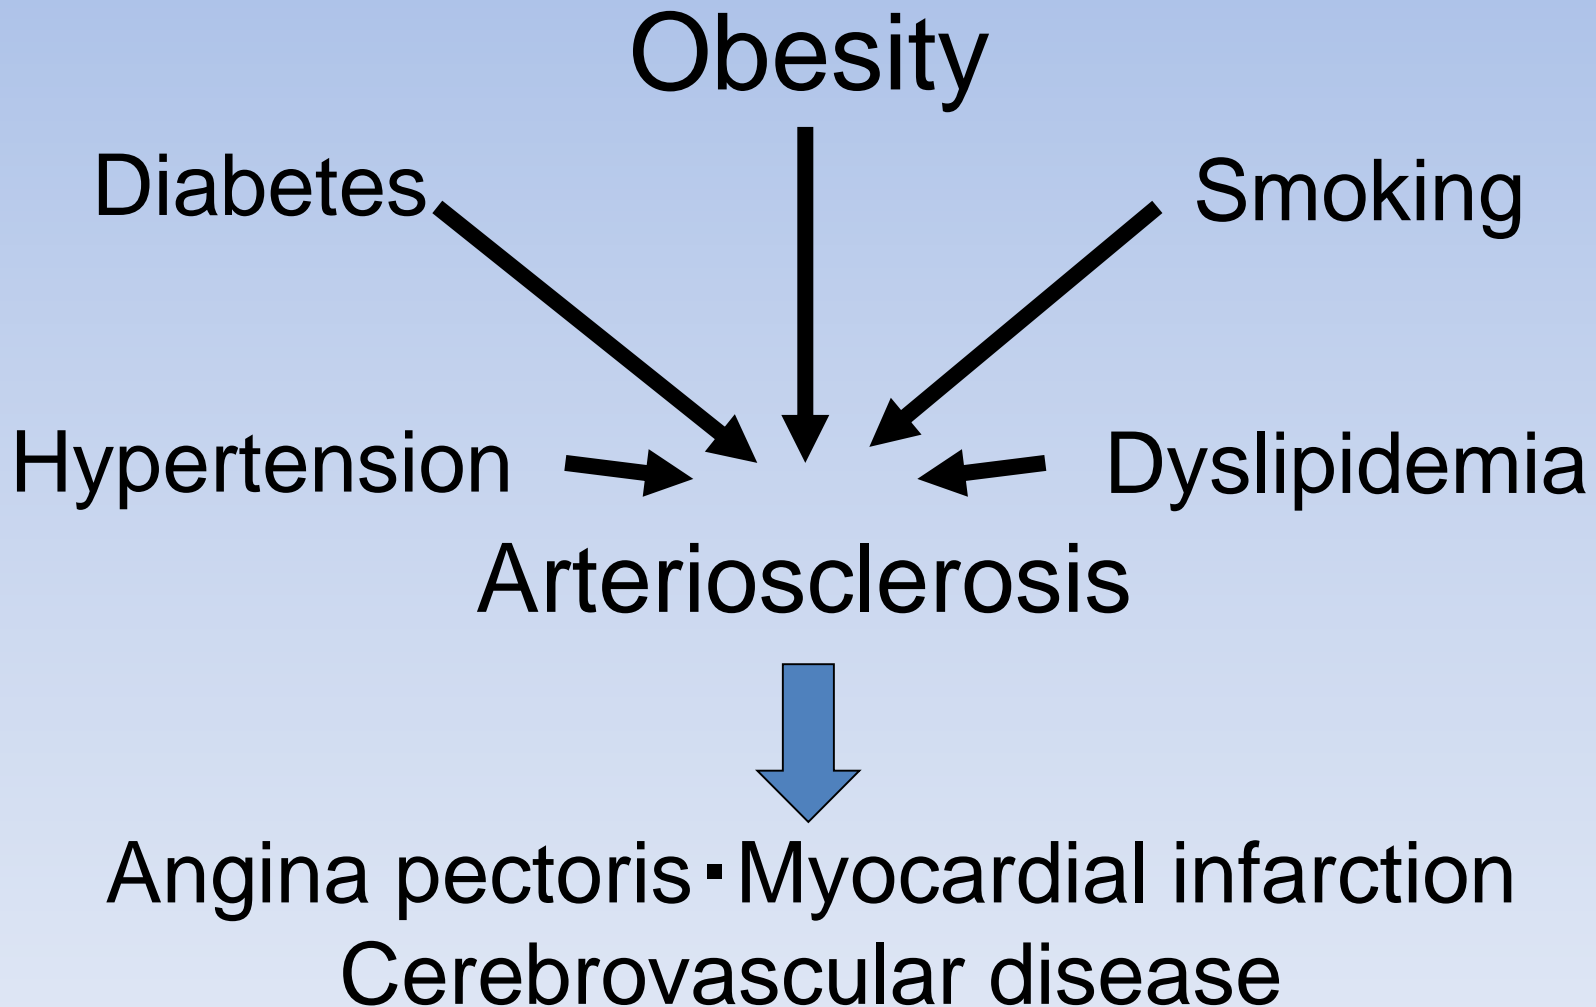 Obesity
Diabetes
Smoking
Hypertension
Dyslipidemia
Arteriosclerosis
Angina pectoris・Myocardial infarction
Cerebrovascular disease